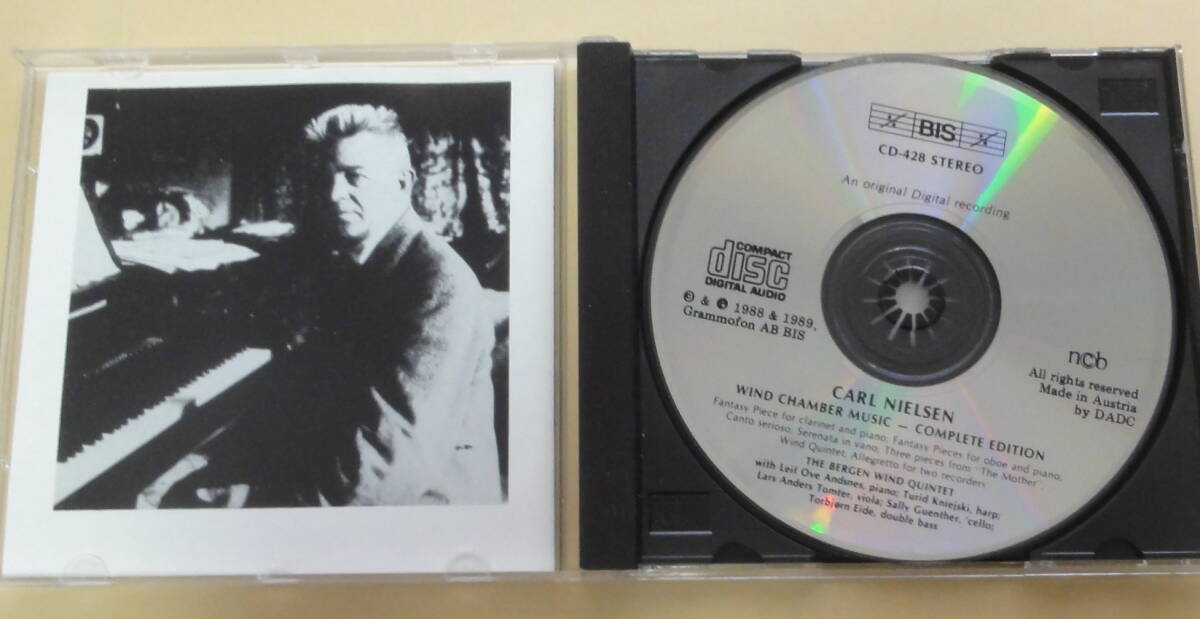 BIS
CD-428 STEREO
An original Digital recording
COMPACT
disc
DIGITAL AUDIO
© & ℗ 1988 & 1989,
Grammofon AB BIS
ncb
All rights reserved
Made in Austria
by DADC
CARL NIELSEN
WIND CHAMBER MUSIC — COMPLETE EDITION
Fantasy Piece for clarinet and piano; Fantasy Pieces for oboe and piano;
Canto serioso; Serenata in vano; Three pieces from "The Mother";
Wind Quintet; Allegretto for two recorders
THE BERGEN WIND QUINTET
with Leif Ove Andsnes, piano; Turid Kniejski, harp;
Lars Anders Tomter, viola; Sally Guenther, 'cello;
Torbjørn Eide, double bass